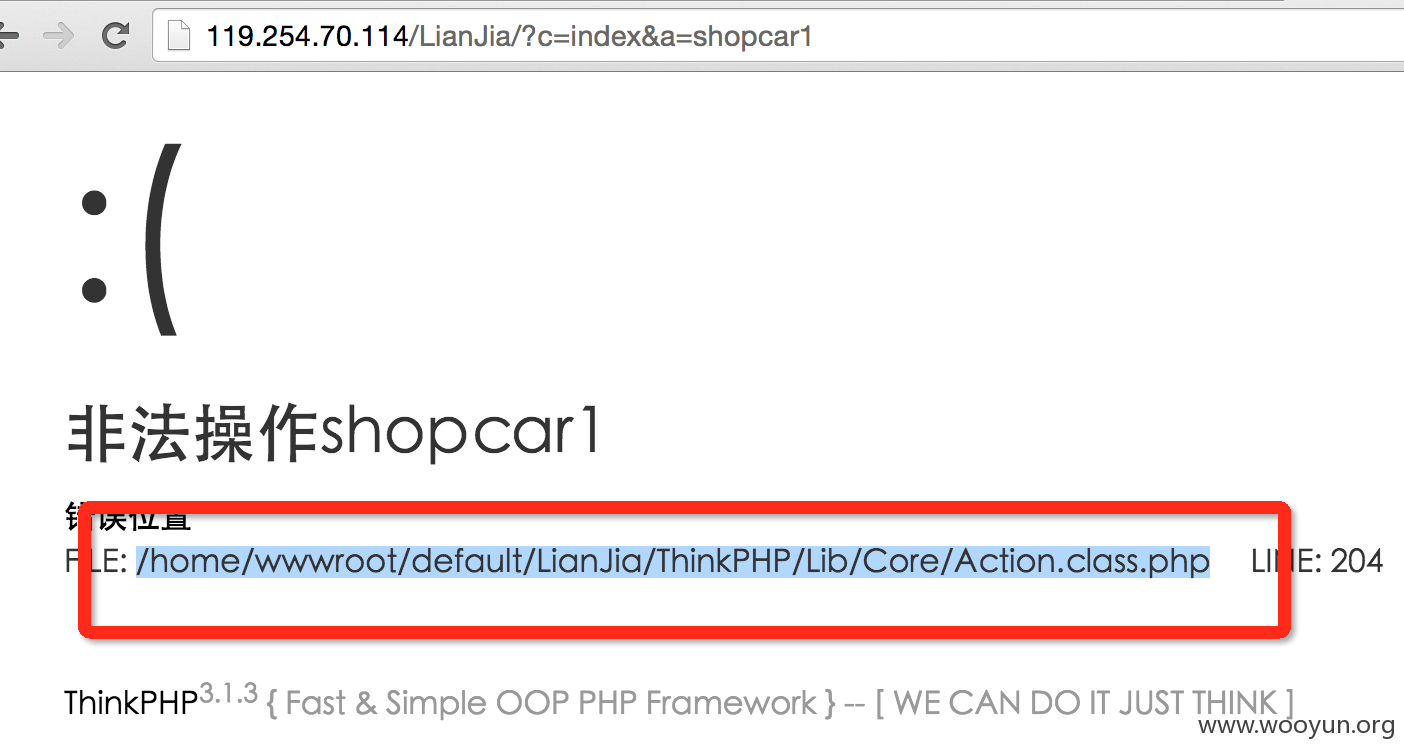 119.254.70.114/LianJia/?c=index&a=shopcar1
:(
非法操作shopcar1
错误位置
FILE: /home/wwwroot/default/LianJia/ThinkPHP/Lib/Core/Action.class.php LINE: 204
ThinkPHP3.1.3 { Fast & Simple OOP PHP Framework } -- [ WE CAN DO IT JUST THINK ]
www.wooyun.org